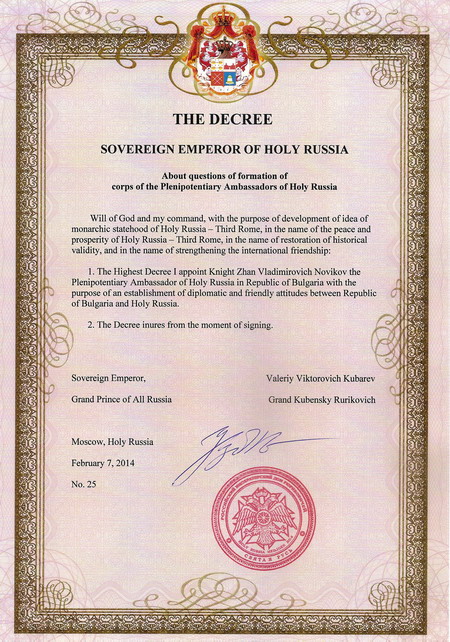 THE DECREE
SOVEREIGN EMPEROR OF HOLY RUSSIA
About questions of formation of
corps of the Plenipotentiary Ambassadors of Holy Russia
Will of God and my command, with the purpose of development of idea of
monarchic statehood of Holy Russia – Third Rome, in the name of the peace and
prosperity of Holy Russia – Third Rome, in the name of restoration of historical
validity, and in the name of strengthening the international friendship:
1. The Highest Decree I appoint Knight Zhan Vladimirovich Novikov the
Plenipotentiary Ambassador of Holy Russia in Republic of Bulgaria with the
purpose of an establishment of diplomatic and friendly attitudes between Republic
of Bulgaria and Holy Russia.
2. The Decree inures from the moment of signing.
Sovereign Emperor, Valeriy Viktorovich Kubarev
Grand Prince of All Russia Grand Kubensky Rurikovich
Moscow, Holy Russia
February 7, 2014
No. 25
СВЯТАЯ РУСЬ